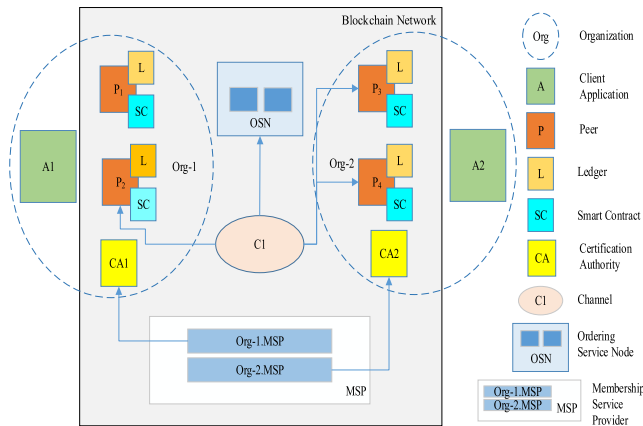 Blockchain Network
P1
L
SC
OSN
P3
L
SC
A1
P2
L
SC
Org-1
Org-2
P4
L
SC
A2
CA1
C1
CA2
Org-1.MSP
Org-2.MSP
MSP
Org
Organization
A
Client
Application
P
Peer
L
Ledger
SC
Smart Contract
CA
Certification
Authority
C1
Channel
OSN
Ordering
Service Node
Org-1.MSP
Org-2.MSP
MSP
Membership
Service
Provider